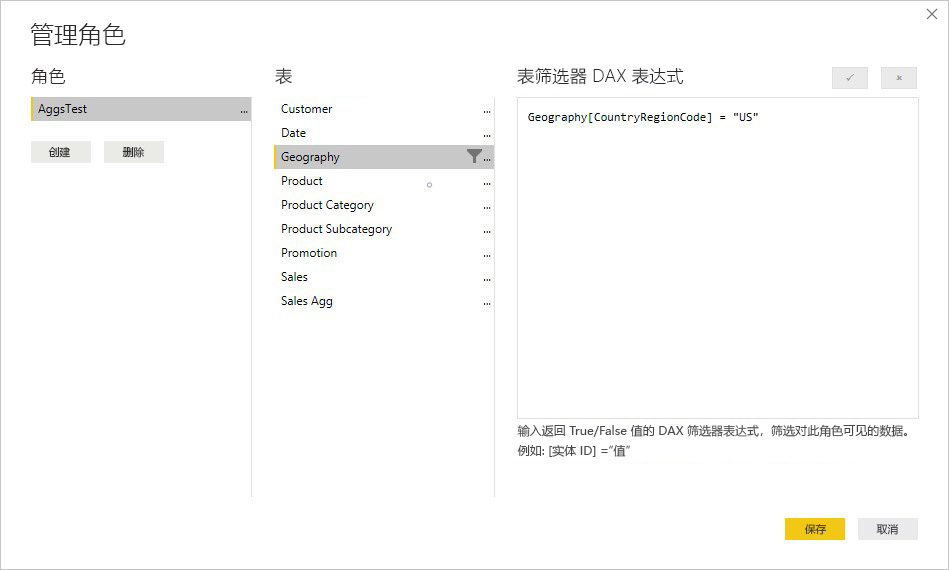 管理角色
角色
AggsTest ...
创建 删除
表
Customer ...
Date ...
Geography ...
Product ...
Product Category ...
Product Subcategory ...
Promotion ...
Sales ...
Sales Agg ...
表筛选器 DAX 表达式
Geography[CountryRegionCode] = "US"
输入返回 True/False 值的 DAX 筛选器表达式，筛选对此角色可见的数据。
例如: [实体 ID] =“值”
保存 取消